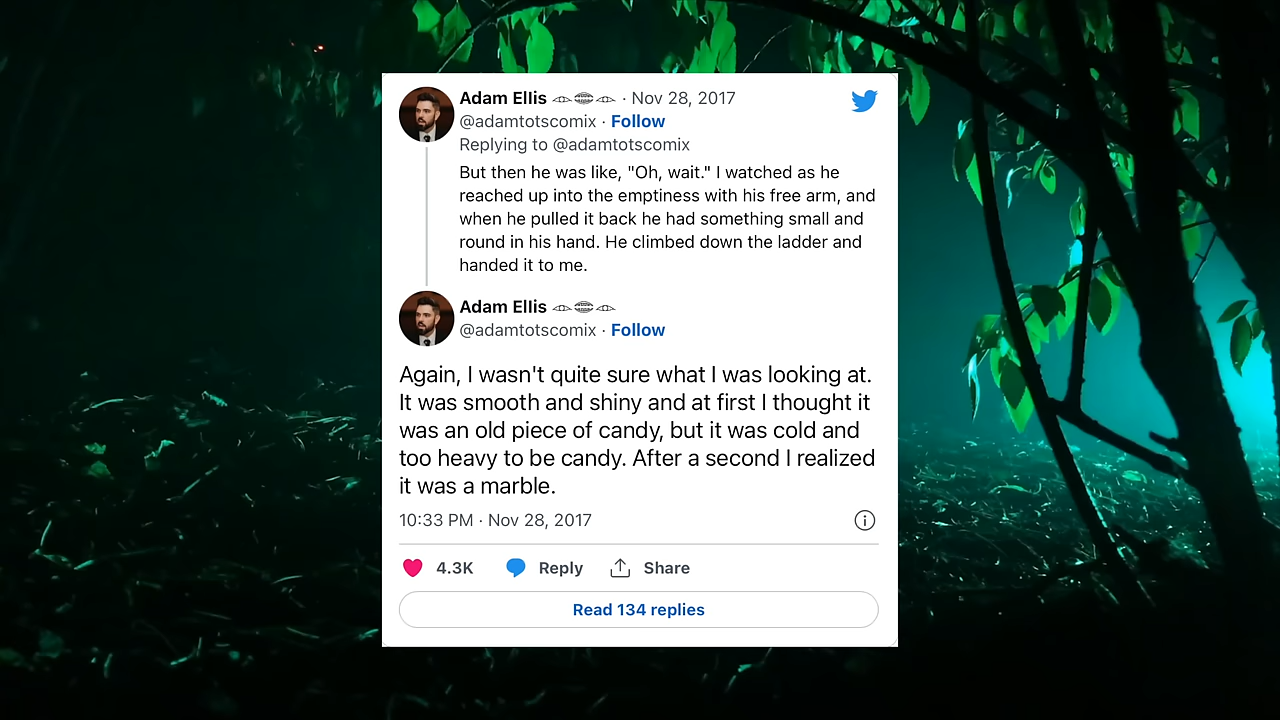 Adam Ellis · Nov 28, 2017
@adamtotscomix · Follow
Replying to @adamtotscomix
But then he was like, "Oh, wait." I watched as he
reached up into the emptiness with his free arm, and
when he pulled it back he had something small and
round in his hand. He climbed down the ladder and
handed it to me.
Adam Ellis
@adamtotscomix · Follow
Again, I wasn't quite sure what I was looking at.
It was smooth and shiny and at first I thought it
was an old piece of candy, but it was cold and
too heavy to be candy. After a second I realized
it was a marble.
10:33 PM · Nov 28, 2017
4.3K Reply Share
Read 134 replies